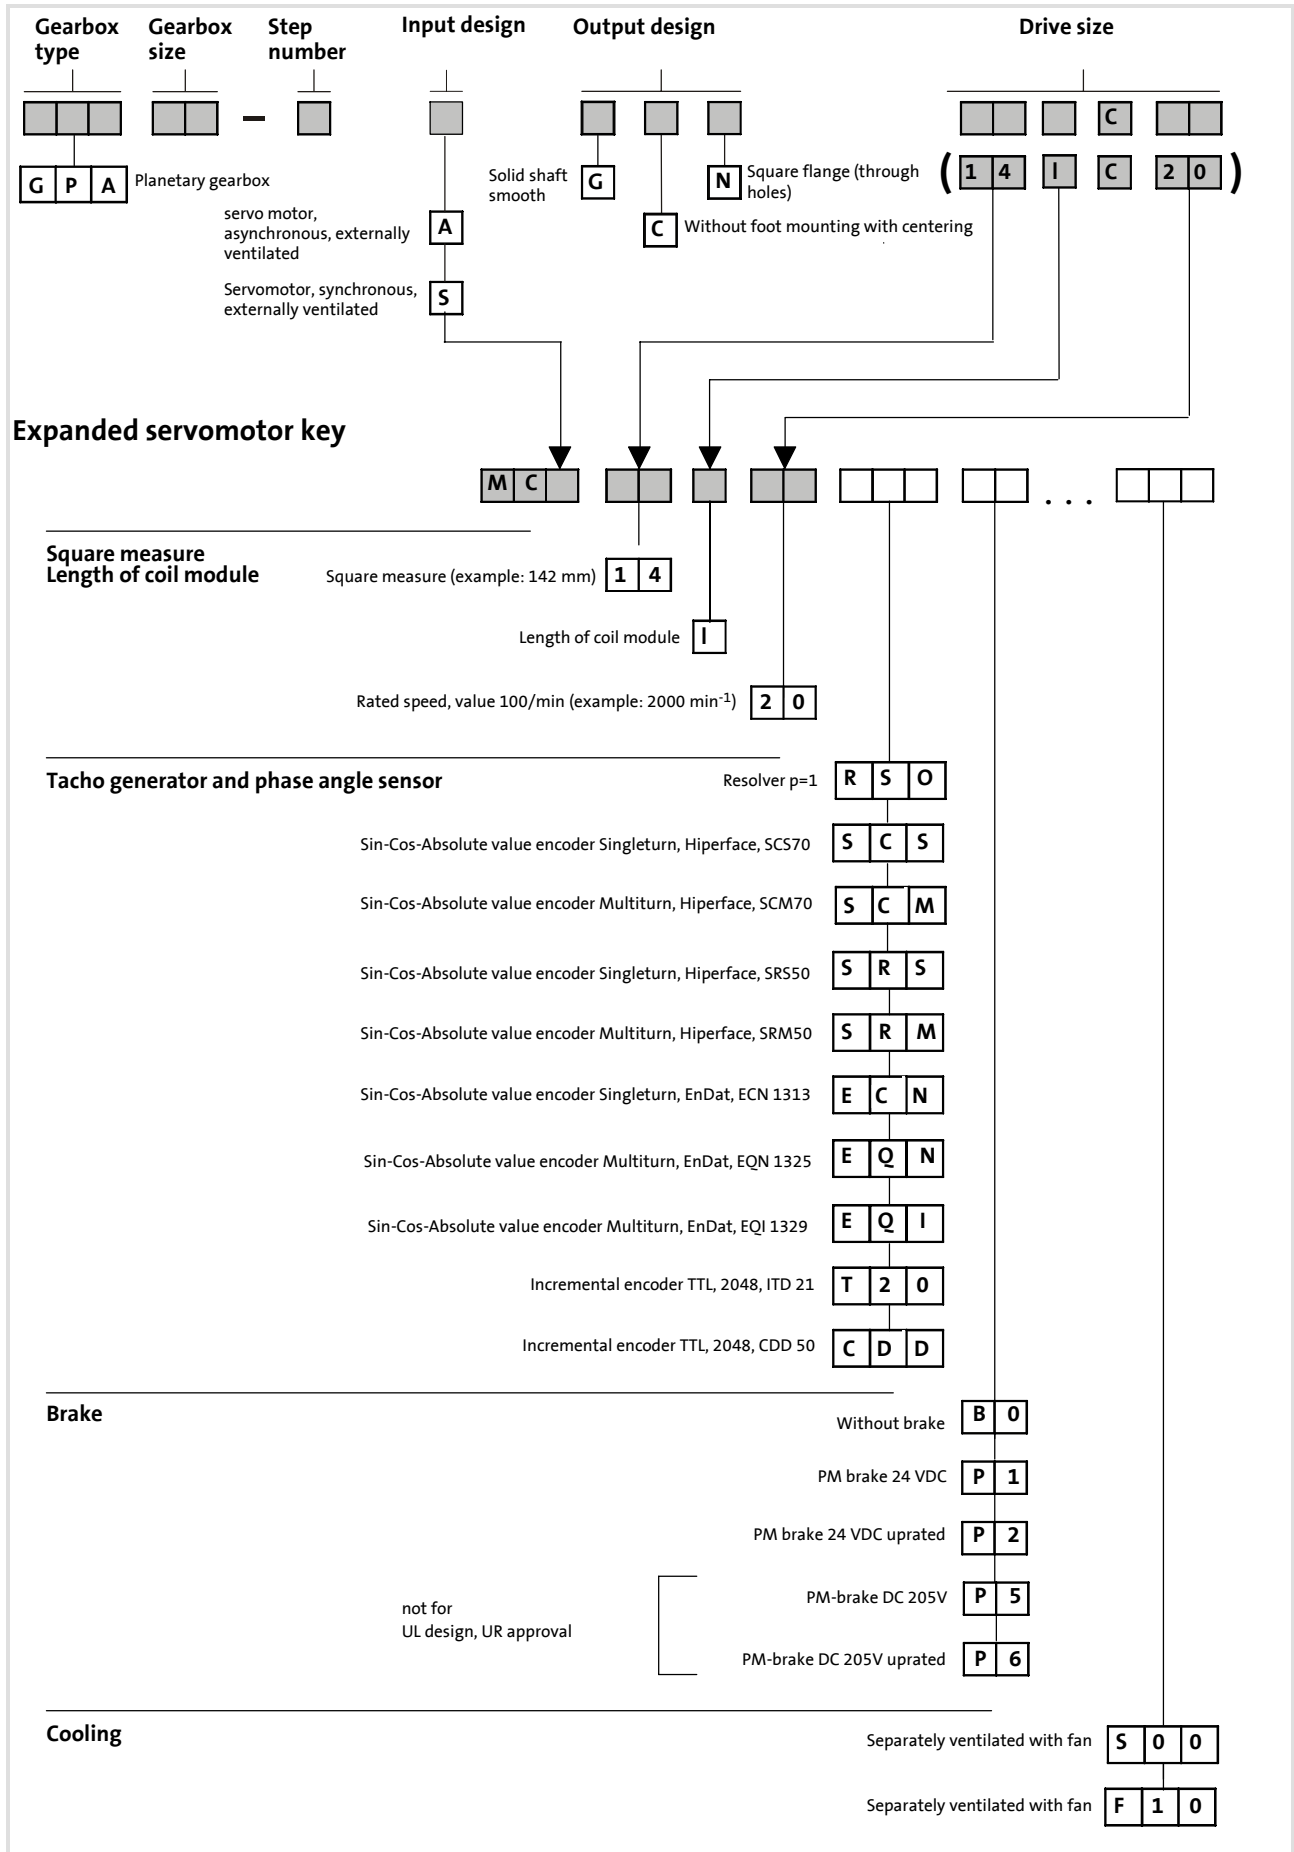 Gearbox type
Gearbox size
Step number
Input design
Output design
Drive size
–
C
( 1 4 I C 2 0 )
G P A Planetary gearbox
Solid shaft smooth G
N Square flange (through holes)
C Without foot mounting with centering
servo motor, asynchronous, externally ventilated A
Servomotor, synchronous, externally ventilated S
Expanded servomotor key
M C
. . .
Square measure
Length of coil module
Square measure (example: 142 mm) 1 4
Length of coil module I
Rated speed, value 100/min (example: 2000 min-1) 2 0
Tacho generator and phase angle sensor
Resolver p=1 R S O
Sin-Cos-Absolute value encoder Singleturn, Hiperface, SCS70 S C S
Sin-Cos-Absolute value encoder Multiturn, Hiperface, SCM70 S C M
Sin-Cos-Absolute value encoder Singleturn, Hiperface, SRS50 S R S
Sin-Cos-Absolute value encoder Multiturn, Hiperface, SRM50 S R M
Sin-Cos-Absolute value encoder Singleturn, EnDat, ECN 1313 E C N
Sin-Cos-Absolute value encoder Multiturn, EnDat, EQN 1325 E Q N
Sin-Cos-Absolute value encoder Multiturn, EnDat, EQI 1329 E Q I
Incremental encoder TTL, 2048, ITD 21 T 2 0
Incremental encoder TTL, 2048, CDD 50 C D D
Brake
Without brake B 0
PM brake 24 VDC P 1
PM brake 24 VDC uprated P 2
not for
UL design, UR approval
PM-brake DC 205V P 5
PM-brake DC 205V uprated P 6
Cooling
Separately ventilated with fan S 0 0
Separately ventilated with fan F 1 0